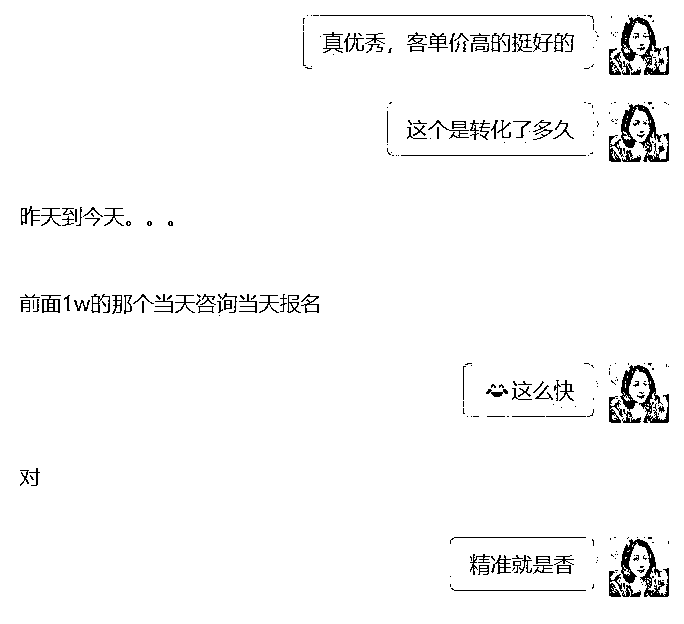 真优秀，客单价高的挺好的
这个是转化了多久
昨天到今天。。。
前面1w的那个当天咨询当天报名
😂这么快
对
精准就是香